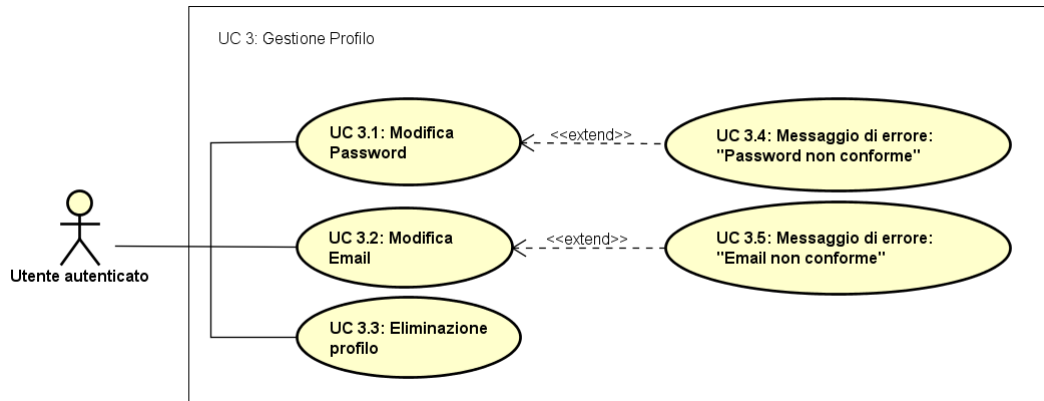 UC 3: Gestione Profilo
UC 3.1: Modifica
Password
<<extend>>
UC 3.4: Messaggio di errore:
"Password non conforme"
Utente autenticato
UC 3.2: Modifica
Email
<<extend>>
UC 3.5: Messaggio di errore:
"Email non conforme"
UC 3.3: Eliminazione
profilo